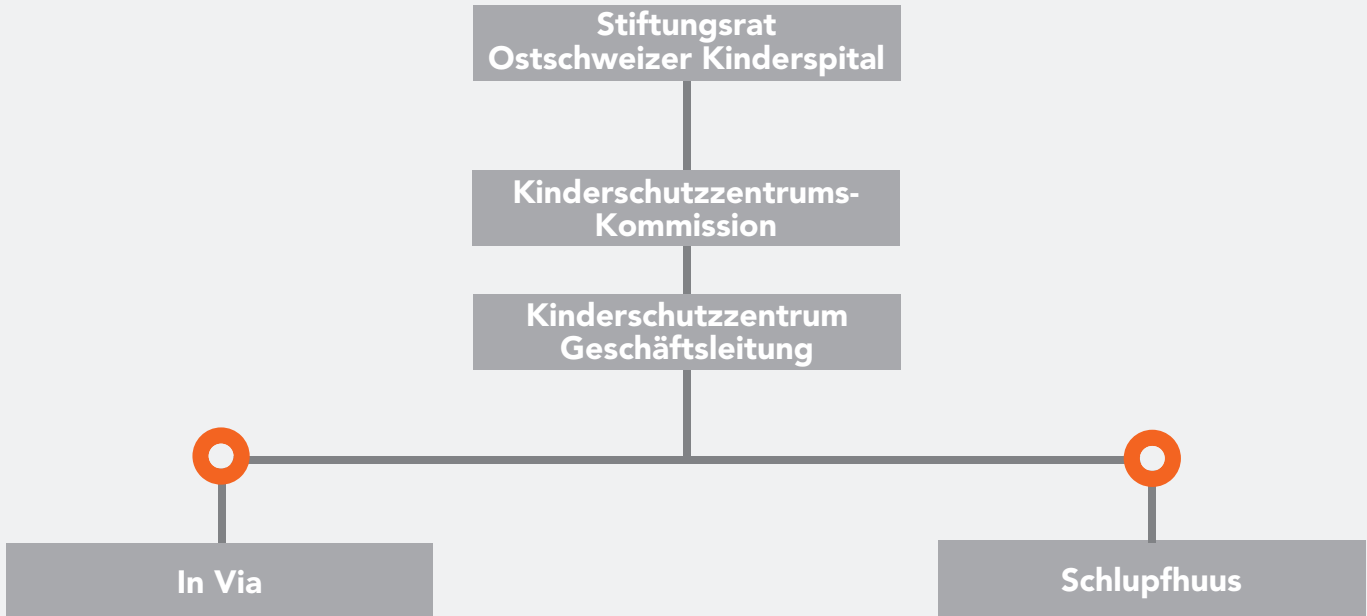 Stiftungsrat
Ostschweizer Kinderspital
Kinderschutzzentrums-
Kommission
Kinderschutzzentrum
Geschäftsleitung
In Via
Schlupfhuus